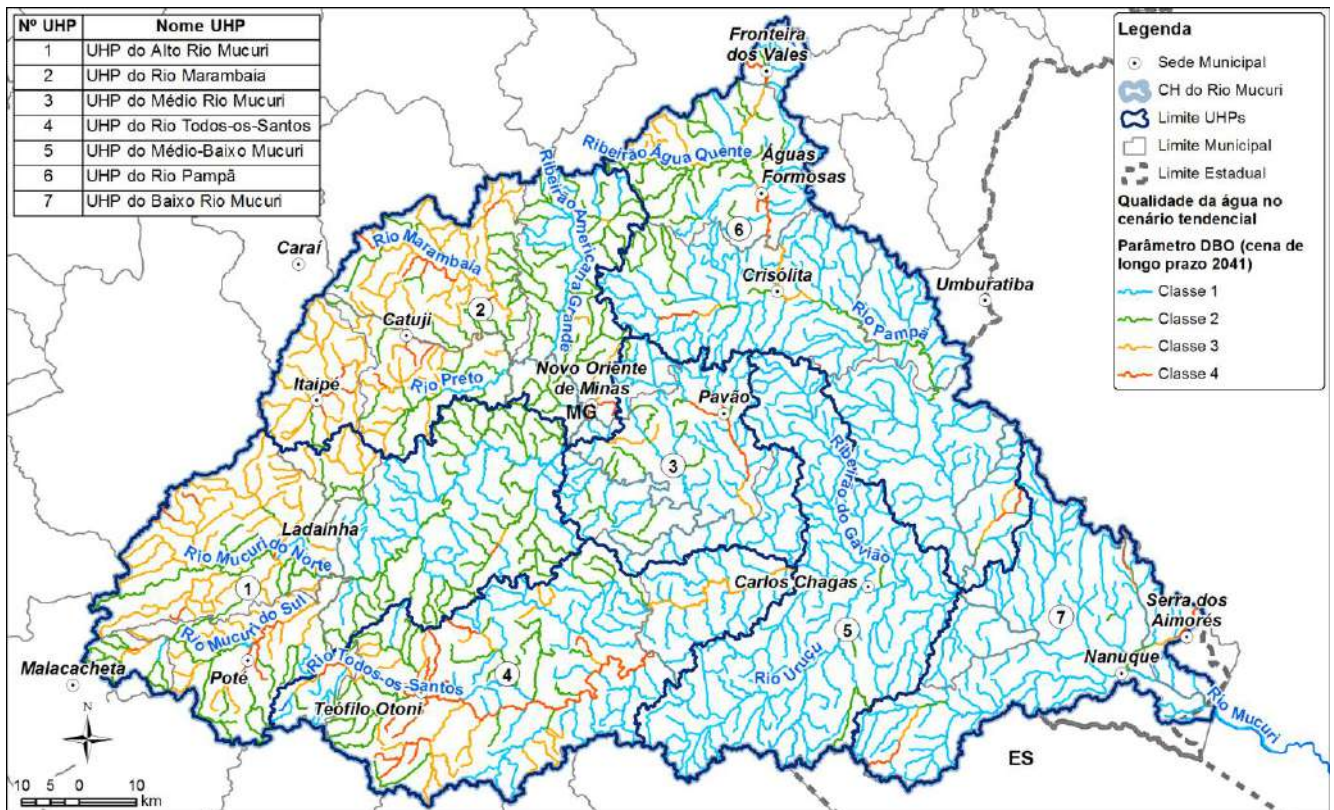 Nº UHP Nome UHP
1 UHP do Alto Rio Mucuri
2 UHP do Rio Marambaia
3 UHP do Médio Rio Mucuri
4 UHP do Rio Todos-os-Santos
5 UHP do Médio-Baixo Mucuri
6 UHP do Rio Pampã
7 UHP do Baixo Rio Mucuri
Legenda
Sede Municipal
CH do Rio Mucuri
Limite UHPs
Limite Municipal
Limite Estadual
Qualidade da água no
cenário tendencial
Parâmetro DBO (cena de
longo prazo 2041)
Classe 1
Classe 2
Classe 3
Classe 4
Fronteira
dos Vales
Ribeirão Água Quente
Águas
Formosas
6
Ribeirão Americana Grande
Caraí
Rio Marambaia
Crisólita
Umburatiba
2
Rio Pampã
Catuji
Itaipé
Rio Preto
Novo Oriente
de Minas
MG
Pavão
3
Ribeirão do Gavião
Ladainha
Rio Mucuri do Norte
1
Rio Mucuri do Sul
Carlos Chagas
5
7
Serra dos
Aimorés
Nanuque
Malacacheta
Poté
Rio Todos-os-Santos
4
Rio Uruçu
Teófilo Otoni
Rio Mucuri
N
ES
10 5 0 10
km